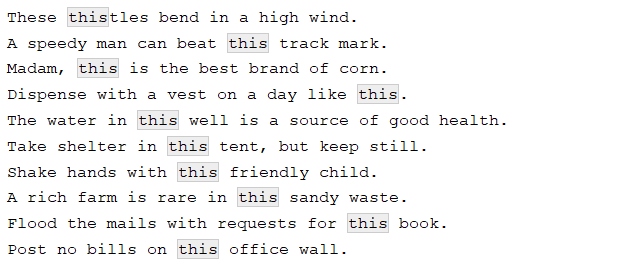 These thistles bend in a high wind.
A speedy man can beat this track mark.
Madam, this is the best brand of corn.
Dispense with a vest on a day like this.
The water in this well is a source of good health.
Take shelter in this tent, but keep still.
Shake hands with this friendly child.
A rich farm is rare in this sandy waste.
Flood the mails with requests for this book.
Post no bills on this office wall.